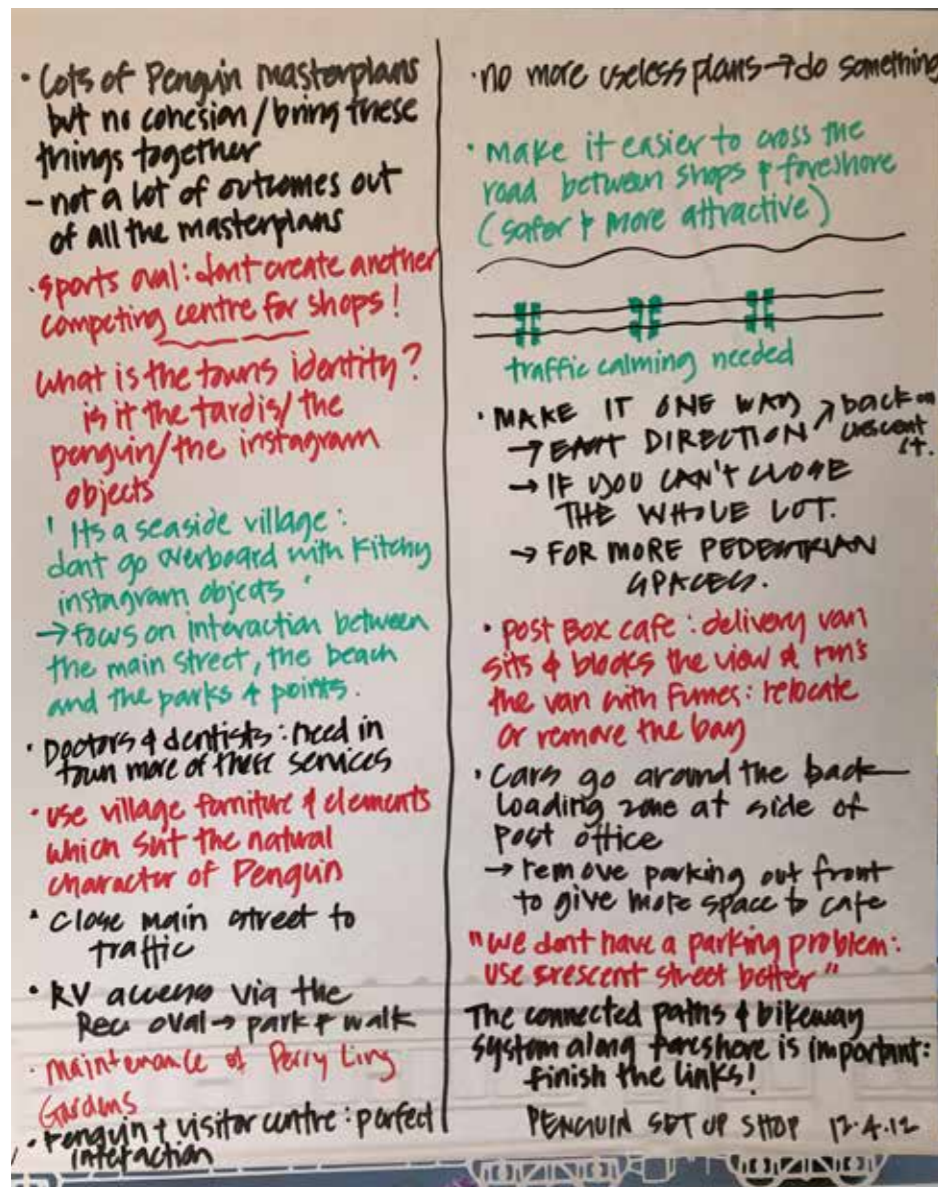 • Lots of Penguin masterplans
but no cohesion / bring these
things together
- not a lot of outcomes out
of all the masterplans
• sports oval: dont create another
competing centre for shops!
what is the towns identity?
is it the tardis/ the
penguin/ the instagram
objects
' Its a seaside village:
dont go overboard with kitchy
instagram objects '
→ focus on interaction between
the main street, the beach
and the parks & points.
• Doctors & dentists: need in
town more of these services
• use village furniture & elements
which suit the natural
character of Penguin
• Close main street to
traffic
• RV access via the
Rec oval → park & walk
• maintenance of Perry Ling
Gardens
• Penguin + visitor centre: perfect
interaction
• no more useless plans → do something
• make it easier to cross the
road between shops & foreshore
(safer & more attractive)
traffic calming needed
• MAKE IT ONE WAY ↗ back on
→ EAST DIRECTION crescent
st.
→ IF YOU CAN'T CLOSE
THE WHOLE LOT.
→ FOR MORE PEDESTRIAN
SPACES.
• Post Box cafe: delivery van
sits & blocks the view & run's
the van with fumes: relocate
or remove the bay
• Cars go around the back
Loading zone at side of
post office
→ remove parking out front
to give more space to cafe
"we dont have a parking problem:
use crescent street better"
The connected paths & bikeway
system along foreshore is important:
finish the links!
PENGUIN SET UP SHOP 12.4.12